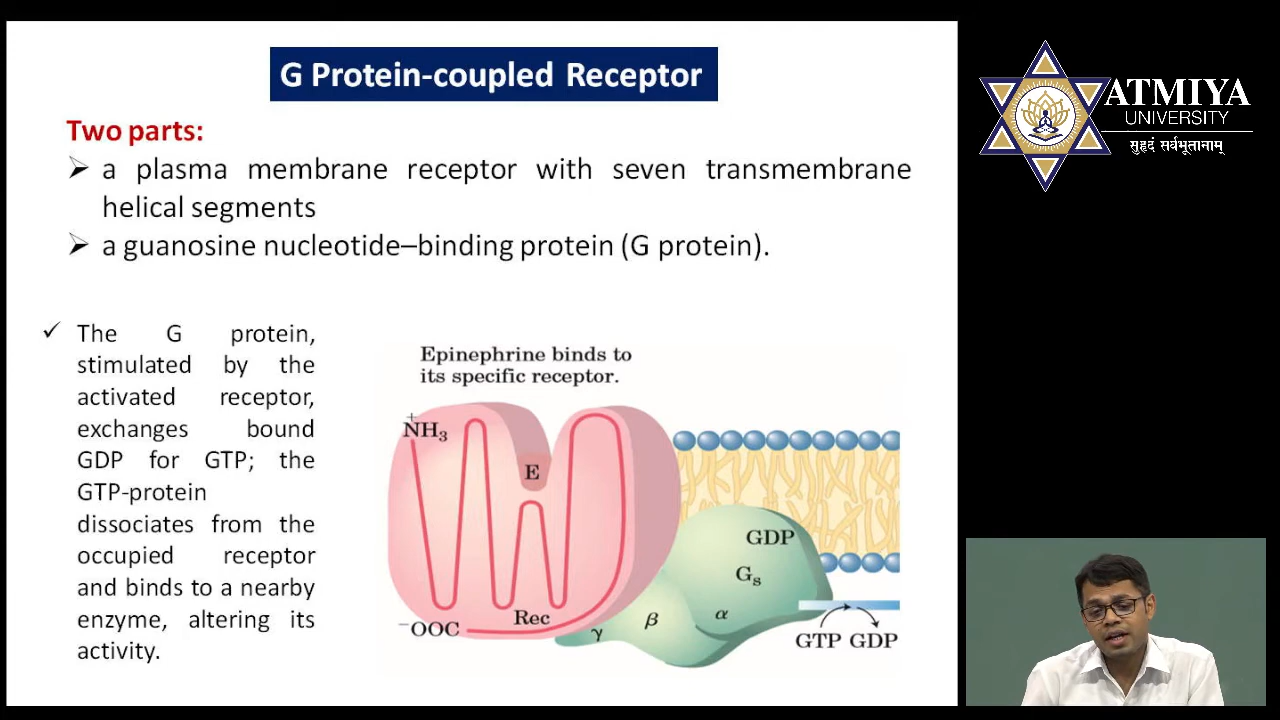 G Protein-coupled Receptor
Two parts:
➢ a plasma membrane receptor with seven transmembrane
helical segments
➢ a guanosine nucleotide–binding protein (G protein).
✓ The G protein,
stimulated by the
activated receptor,
exchanges bound
GDP for GTP; the
GTP-protein
dissociates from the
occupied receptor
and binds to a nearby
enzyme, altering its
activity.
Epinephrine binds to
its specific receptor.
+
NH3
E
GDP
Gs
Rec
⁻OOC
γ
β
α
GTP GDP
ATMIYA
UNIVERSITY
सुहृदं सर्वभूतानाम्